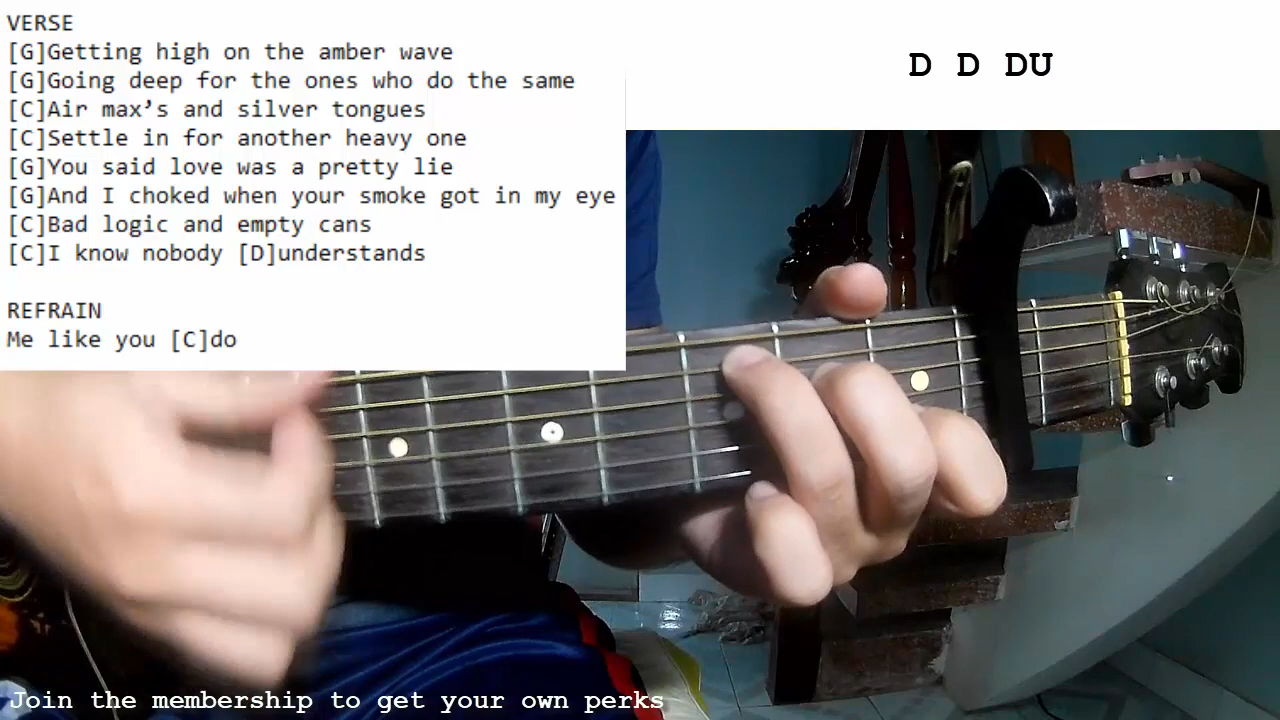 VERSE
[G]Getting high on the amber wave
[G]Going deep for the ones who do the same
[C]Air max’s and silver tongues
[C]Settle in for another heavy one
[G]You said love was a pretty lie
[G]And I choked when your smoke got in my eye
[C]Bad logic and empty cans
[C]I know nobody [D]understands

REFRAIN
Me like you [C]do
D D DU
Join the membership to get your own perks